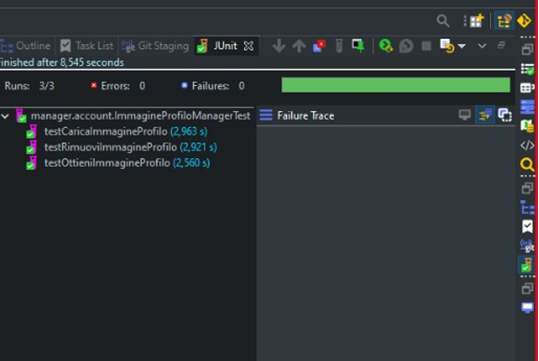 Outline Task List Git Staging JUnit
inished after 8,545 seconds
Runs: 3/3 Errors: 0 Failures: 0
manager.account.ImmagineProfiloManagerTest
Failure Trace
testCaricaImmagineProfilo (2,963 s)
testRimuoviImmagineProfilo (2,921 s)
testOttieniImmagineProfilo (2,560 s)